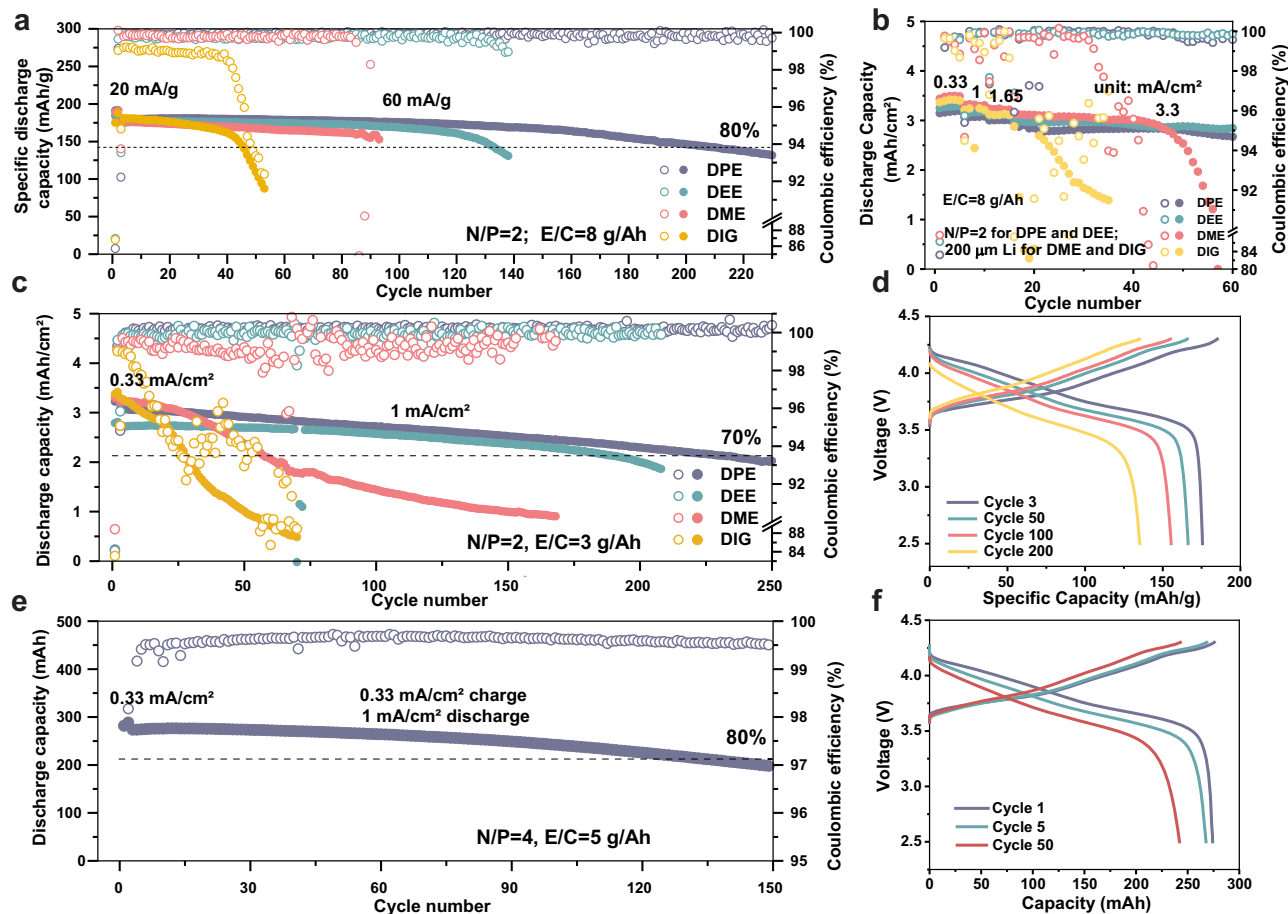 a
300
250
200
150
100
50
0
Specific discharge
capacity (mAh/g)
20 mA/g
60 mA/g
80%
DPE
DEE
DME
DIG
N/P=2; E/C=8 g/Ah
0 20 40 60 80 100 120 140 160 180 200 220
Cycle number
100
99
98
97
96
95
94
93
92
91
88
86
Coulombic efficiency (%)
b
5
4
3
2
1
0
Discharge Capacity
(mAh/cm²)
0.33
1
1.65
unit: mA/cm²
3.3
E/C=8 g/Ah
DPE
DEE
DME
DIG
N/P=2 for DPE and DEE;
200 μm Li for DME and DIG
0 20 40 60
Cycle number
100
99
98
97
96
95
94
93
92
91
88
84
80
Coulombic efficiency (%)
c
5
4
3
2
1
0
Discharge capacity (mAh/cm²)
0.33 mA/cm²
1 mA/cm²
70%
DPE
DEE
DME
DIG
N/P=2, E/C=3 g/Ah
0 50 100 150 200 250
Cycle number
100
98
96
94
92
88
84
Coulombic efficiency (%)
d
4.5
4.0
3.5
3.0
2.5
Voltage (V)
Cycle 3
Cycle 50
Cycle 100
Cycle 200
0 50 100 150 200
Specific Capacity (mAh/g)
e
500
400
300
200
100
0
Discharge capacity (mAh)
0.33 mA/cm²
0.33 mA/cm² charge
1 mA/cm² discharge
80%
N/P=4, E/C=5 g/Ah
0 30 60 90 120 150
Cycle number
100
99
98
97
96
95
Coulombic efficiency (%)
f
4.5
4.0
3.5
3.0
2.5
Voltage (V)
Cycle 1
Cycle 5
Cycle 50
0 50 100 150 200 250 300
Capacity (mAh)